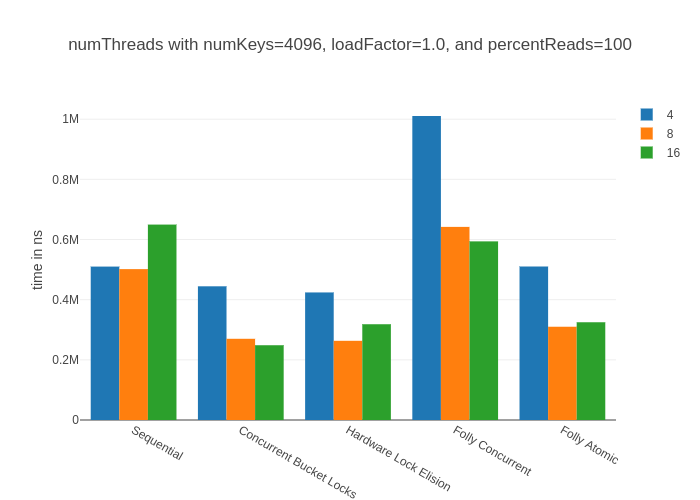 numThreads with numKeys=4096, loadFactor=1.0, and percentReads=100
4
8
16
time in ns
1M
0.8M
0.6M
0.4M
0.2M
0
Sequential
Concurrent Bucket Locks
Hardware Lock Elision
Folly Concurrent
Folly Atomic